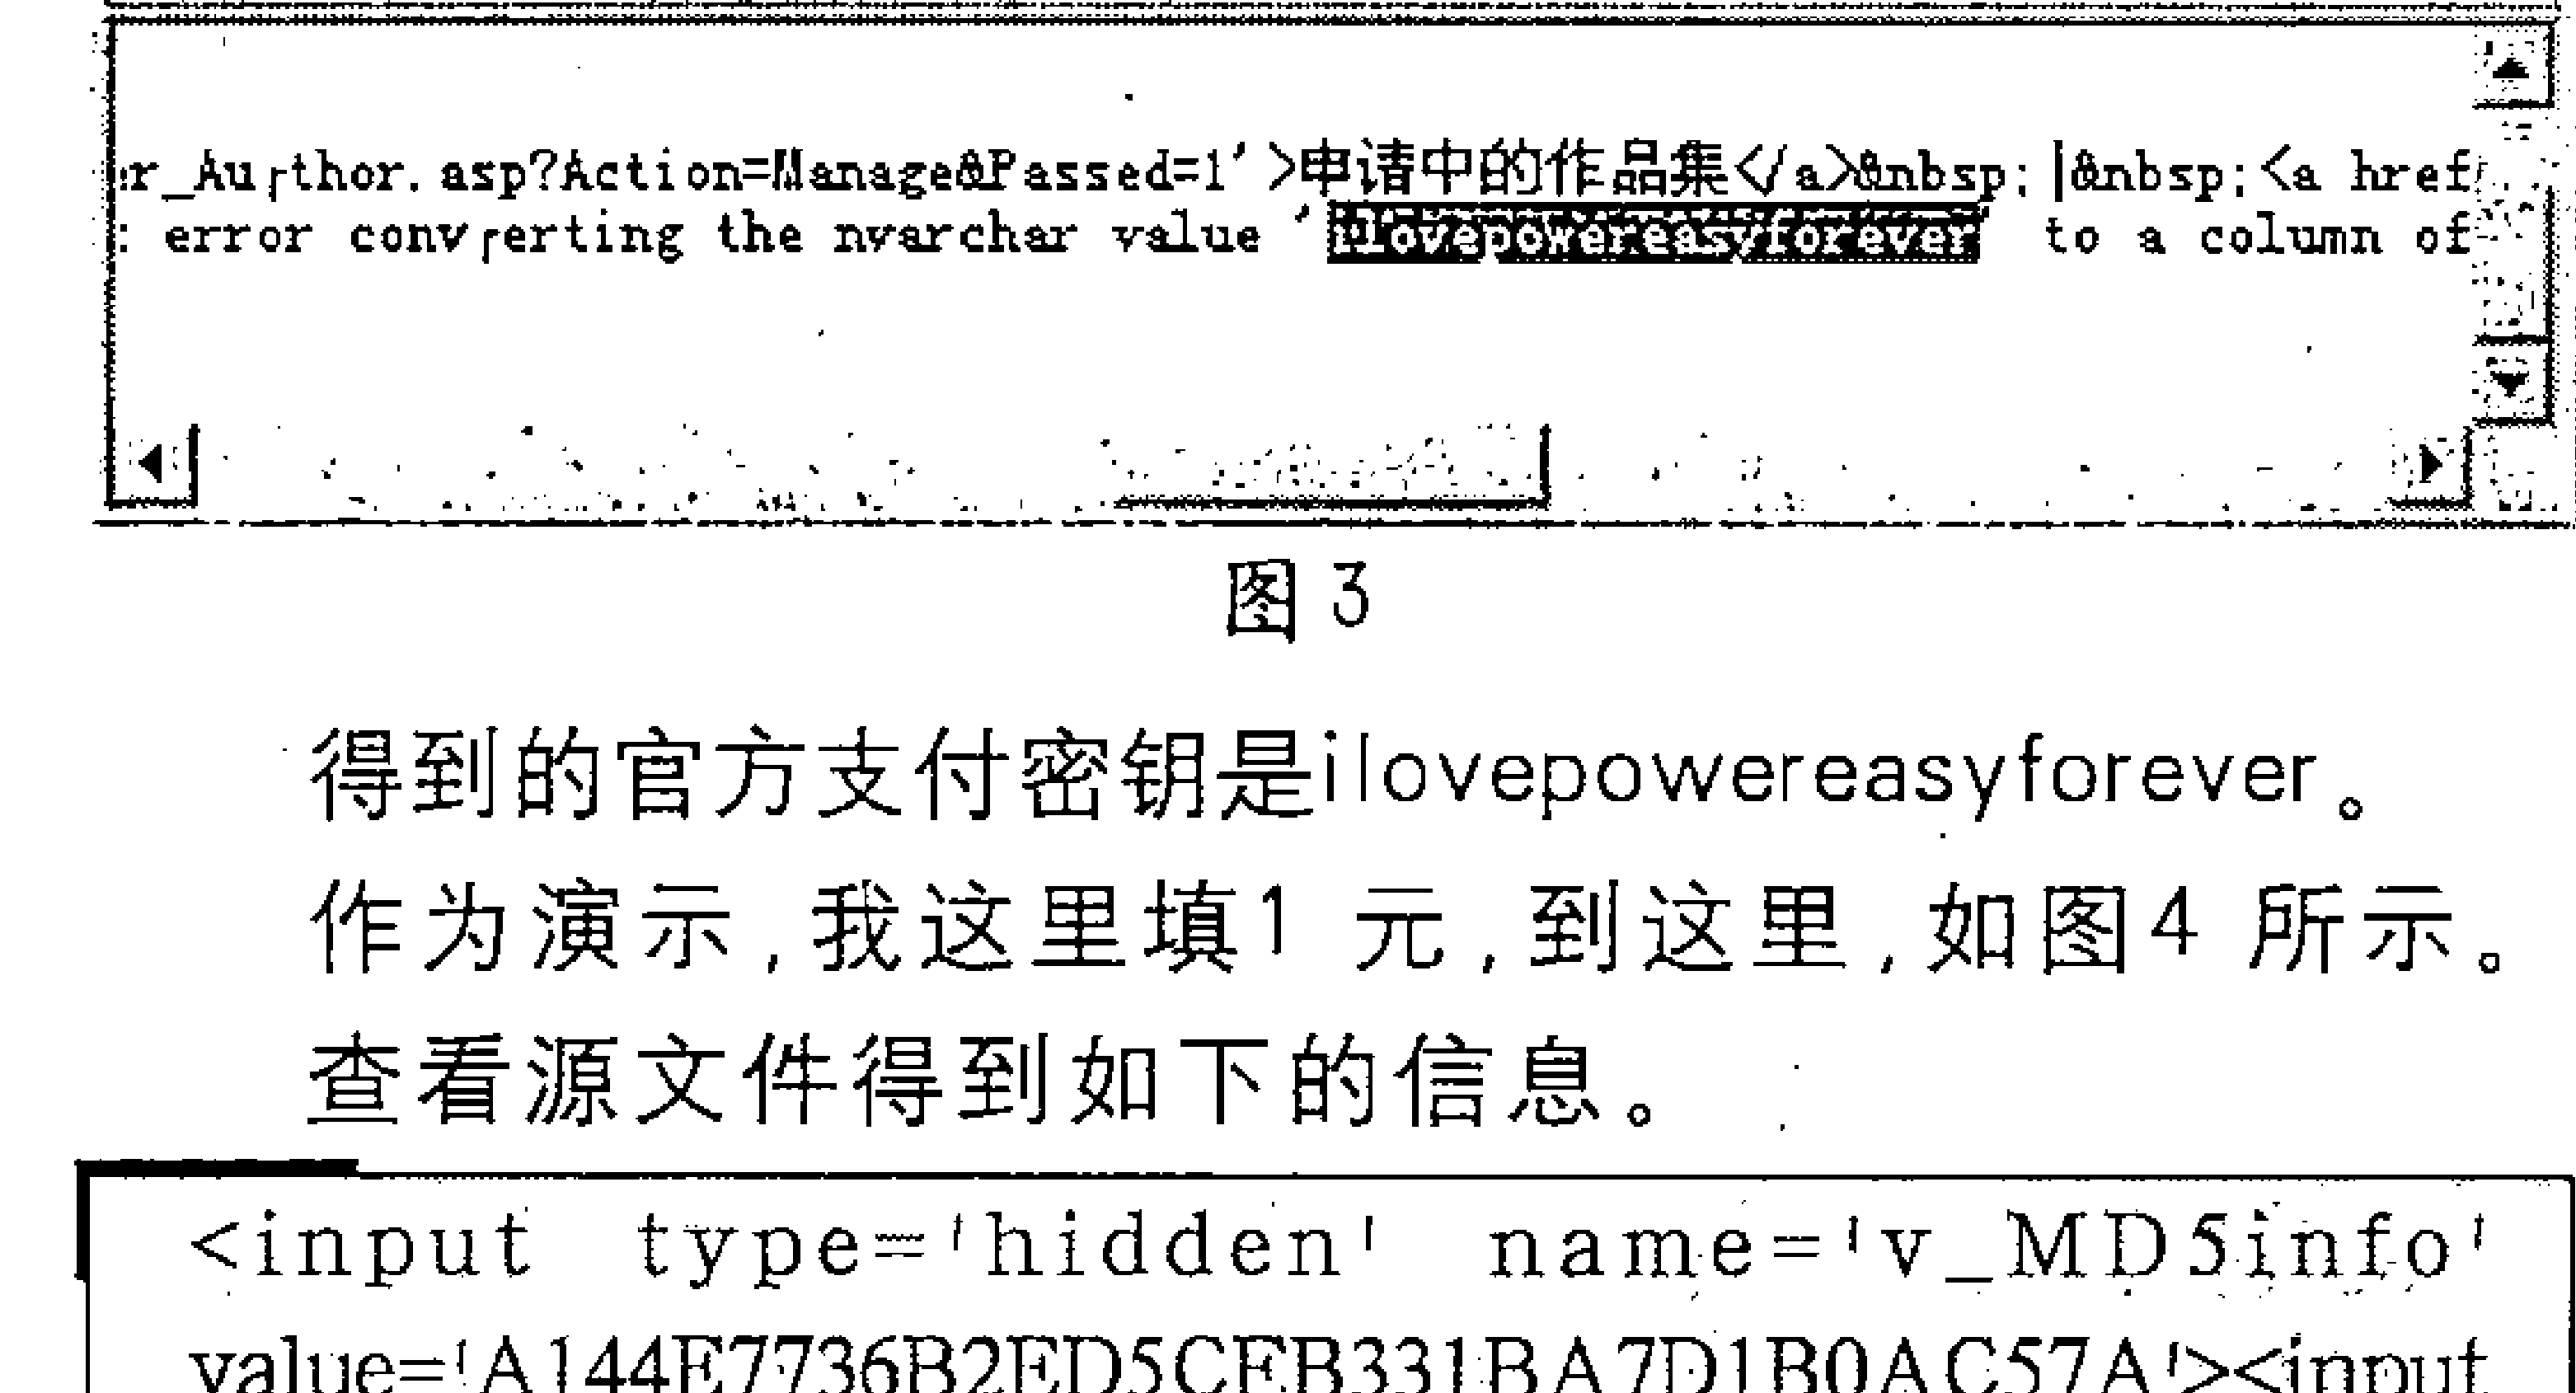 r_Author.asp?Action=Manage&Passed=1'>申请中的作品集</a>&nbsp;|&nbsp;<a href
: error converting the nvarchar value 'ilovepowereasyforever' to a column of
图 3
得到的官方支付密钥是ilovepowereasyforever。
作为演示,我这里填1 元,到这里,如图4 所示。
查看源文件得到如下的信息。
<input type='hidden' name='v_MD5info'
value='A144E7736B2ED5CEB331BA7D1B0AC57A'><input